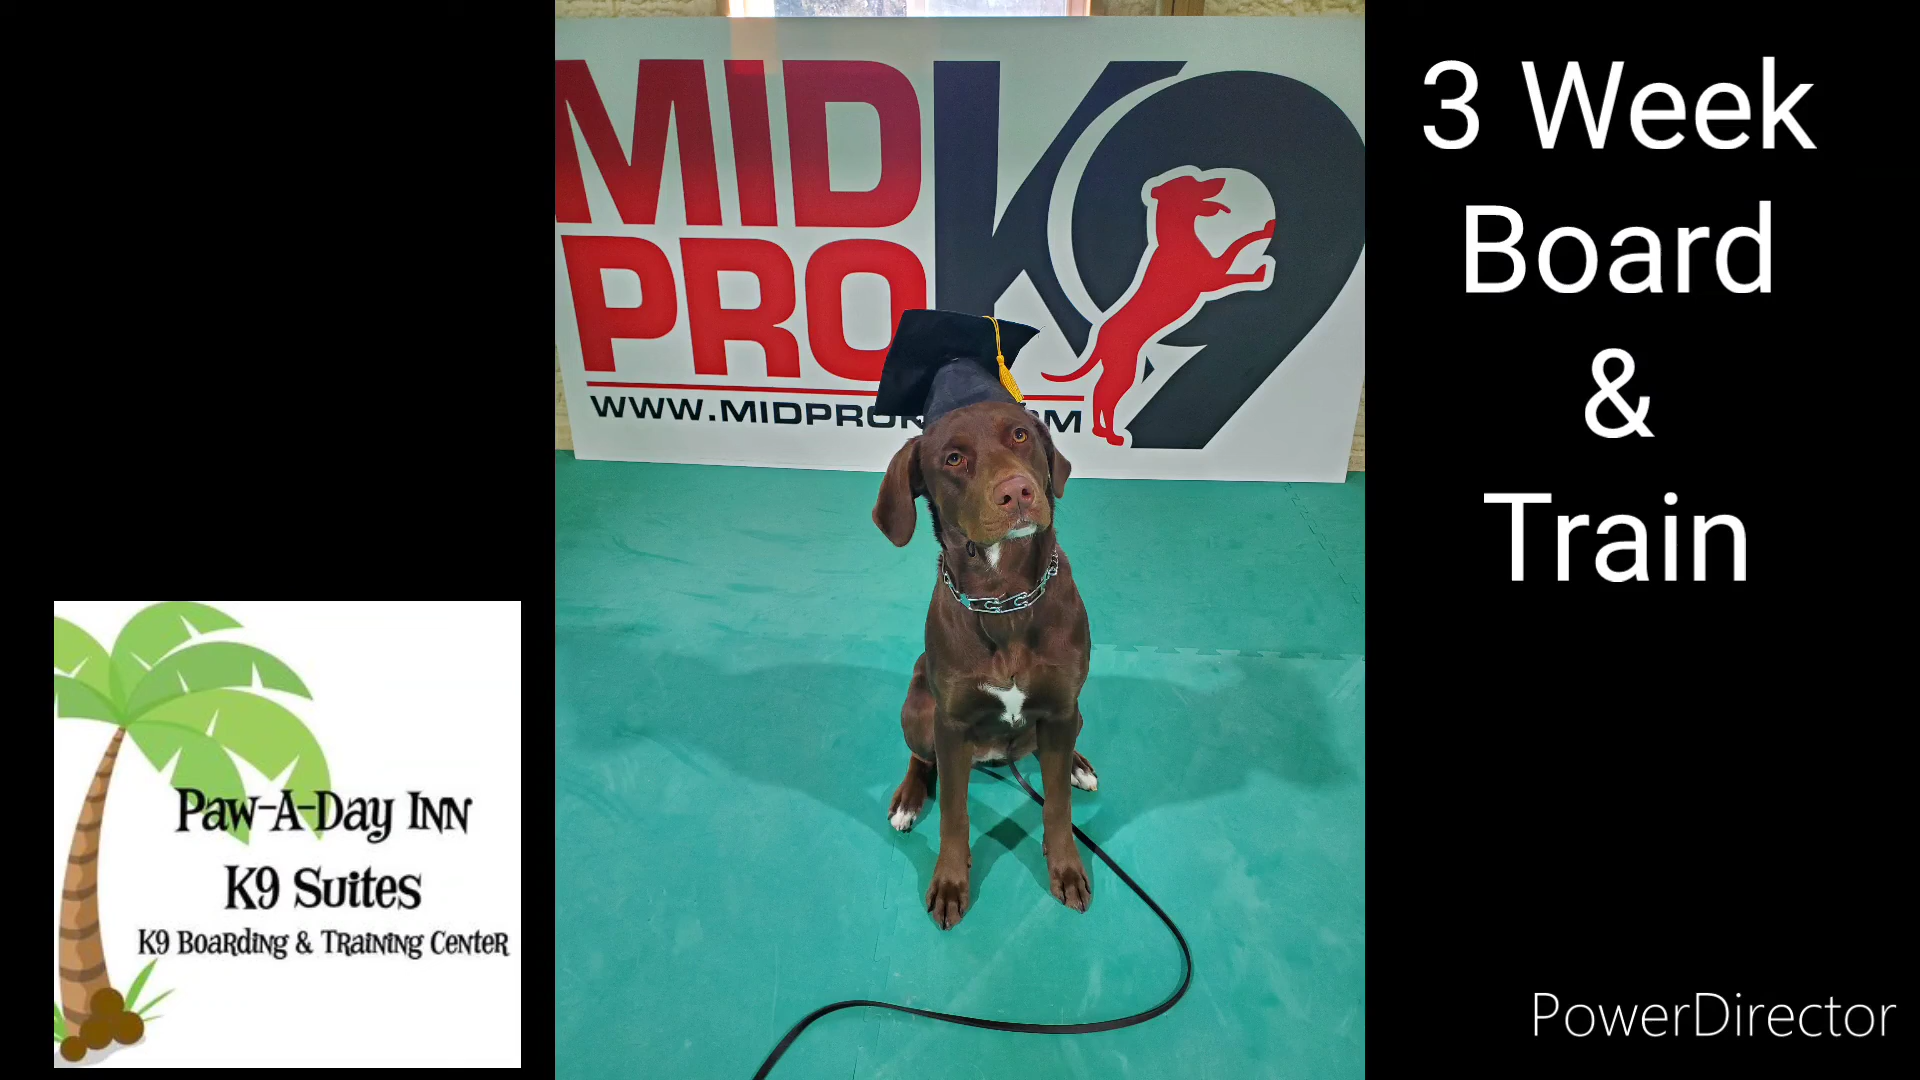 MID
PRO
K9
WWW.MIDPRO
M
3 Week
Board
&
Train
Paw-A-Day Inn
K9 Suites
K9 Boarding & Training Center
PowerDirector